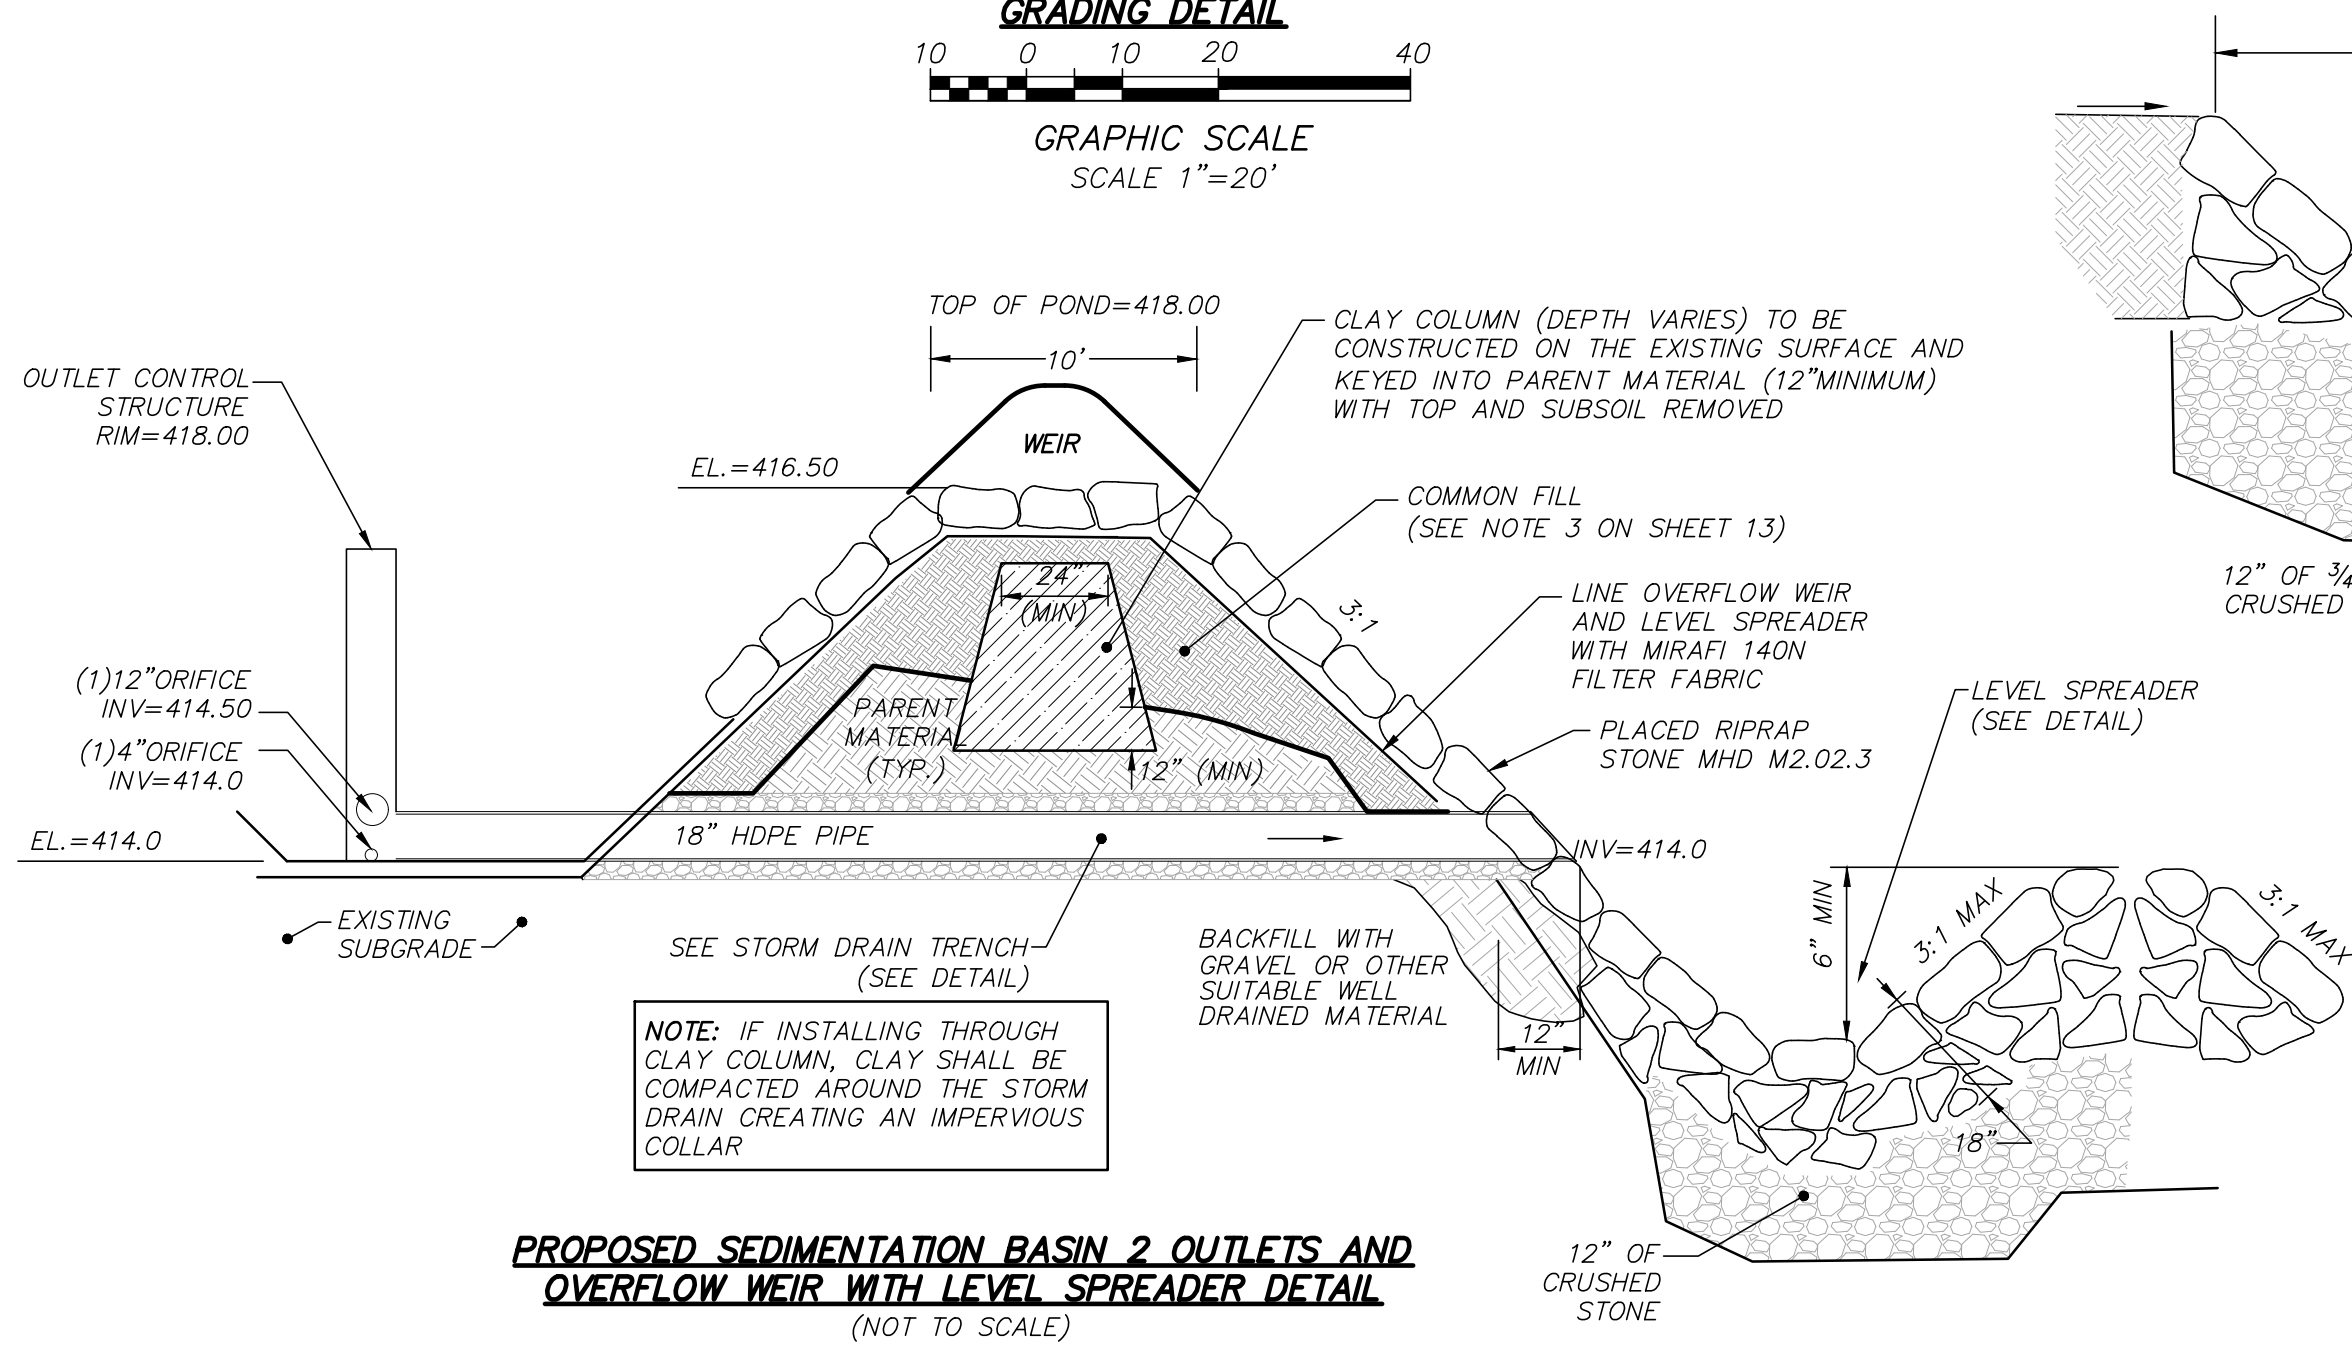 GRADING DETAIL
10 0 10 20 40
GRAPHIC SCALE
SCALE 1"=20'
TOP OF POND=418.00
10'
WEIR
EL.=416.50
OUTLET CONTROL
STRUCTURE
RIM=418.00
(1)12"ORIFICE
INV=414.50
(1)4"ORIFICE
INV=414.0
EL.=414.0
EXISTING
SUBGRADE
CLAY COLUMN (DEPTH VARIES) TO BE
CONSTRUCTED ON THE EXISTING SURFACE AND
KEYED INTO PARENT MATERIAL (12"MINIMUM)
WITH TOP AND SUBSOIL REMOVED
COMMON FILL
(SEE NOTE 3 ON SHEET 13)
24"
(MIN)
3:1
LINE OVERFLOW WEIR
AND LEVEL SPREADER
WITH MIRAFI 140N
FILTER FABRIC
PLACED RIPRAP
STONE MHD M2.02.3
PARENT
MATERIAL
(TYP.)
12" (MIN)
18" HDPE PIPE
INV=414.0
LEVEL SPREADER
(SEE DETAIL)
12" OF ¾
CRUSHED
SEE STORM DRAIN TRENCH
(SEE DETAIL)
BACKFILL WITH
GRAVEL OR OTHER
SUITABLE WELL
DRAINED MATERIAL
12"
MIN
6" MIN
3:1 MAX
3:1 MAX
18"
12" OF
CRUSHED
STONE
NOTE: IF INSTALLING THROUGH
CLAY COLUMN, CLAY SHALL BE
COMPACTED AROUND THE STORM
DRAIN CREATING AN IMPERVIOUS
COLLAR
PROPOSED SEDIMENTATION BASIN 2 OUTLETS AND
OVERFLOW WEIR WITH LEVEL SPREADER DETAIL
(NOT TO SCALE)